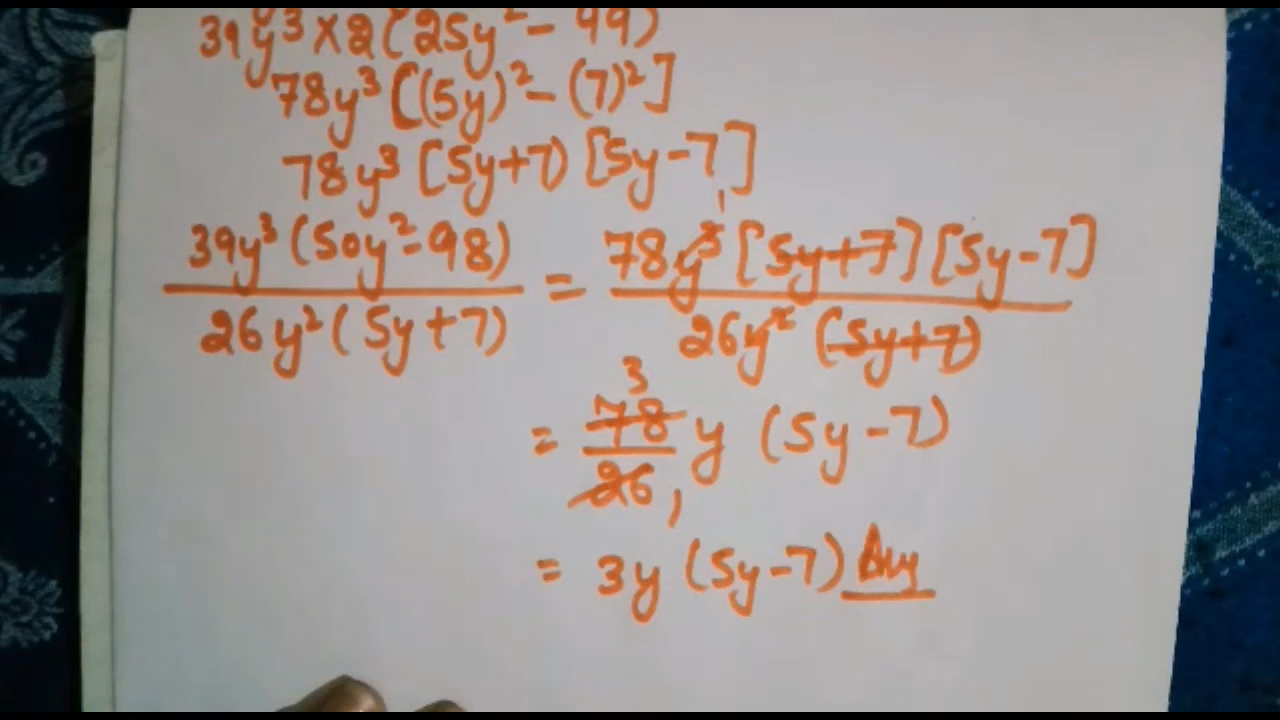 39y³ × 2(25y² - 49)
78y³ [(5y)² - (7)²]
78y³ [5y+7) [5y-7]
39y³ (50y² - 98) / 26y² (5y+7) = 78y³ [5y+7] [5y-7] / 26y² (5y+7)
= 78/26 y (5y-7) 3 1
= 3y (5y-7) Ans